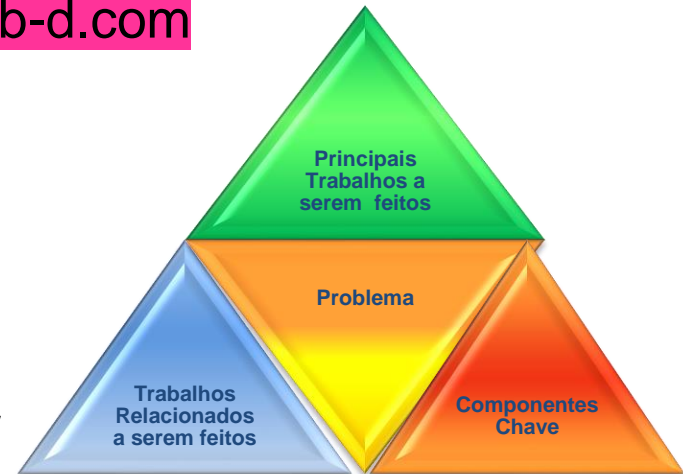 b-d.com
Principais
Trabalhos a
serem feitos
Problema
Trabalhos
Relacionados
a serem feitos
Componentes
Chave